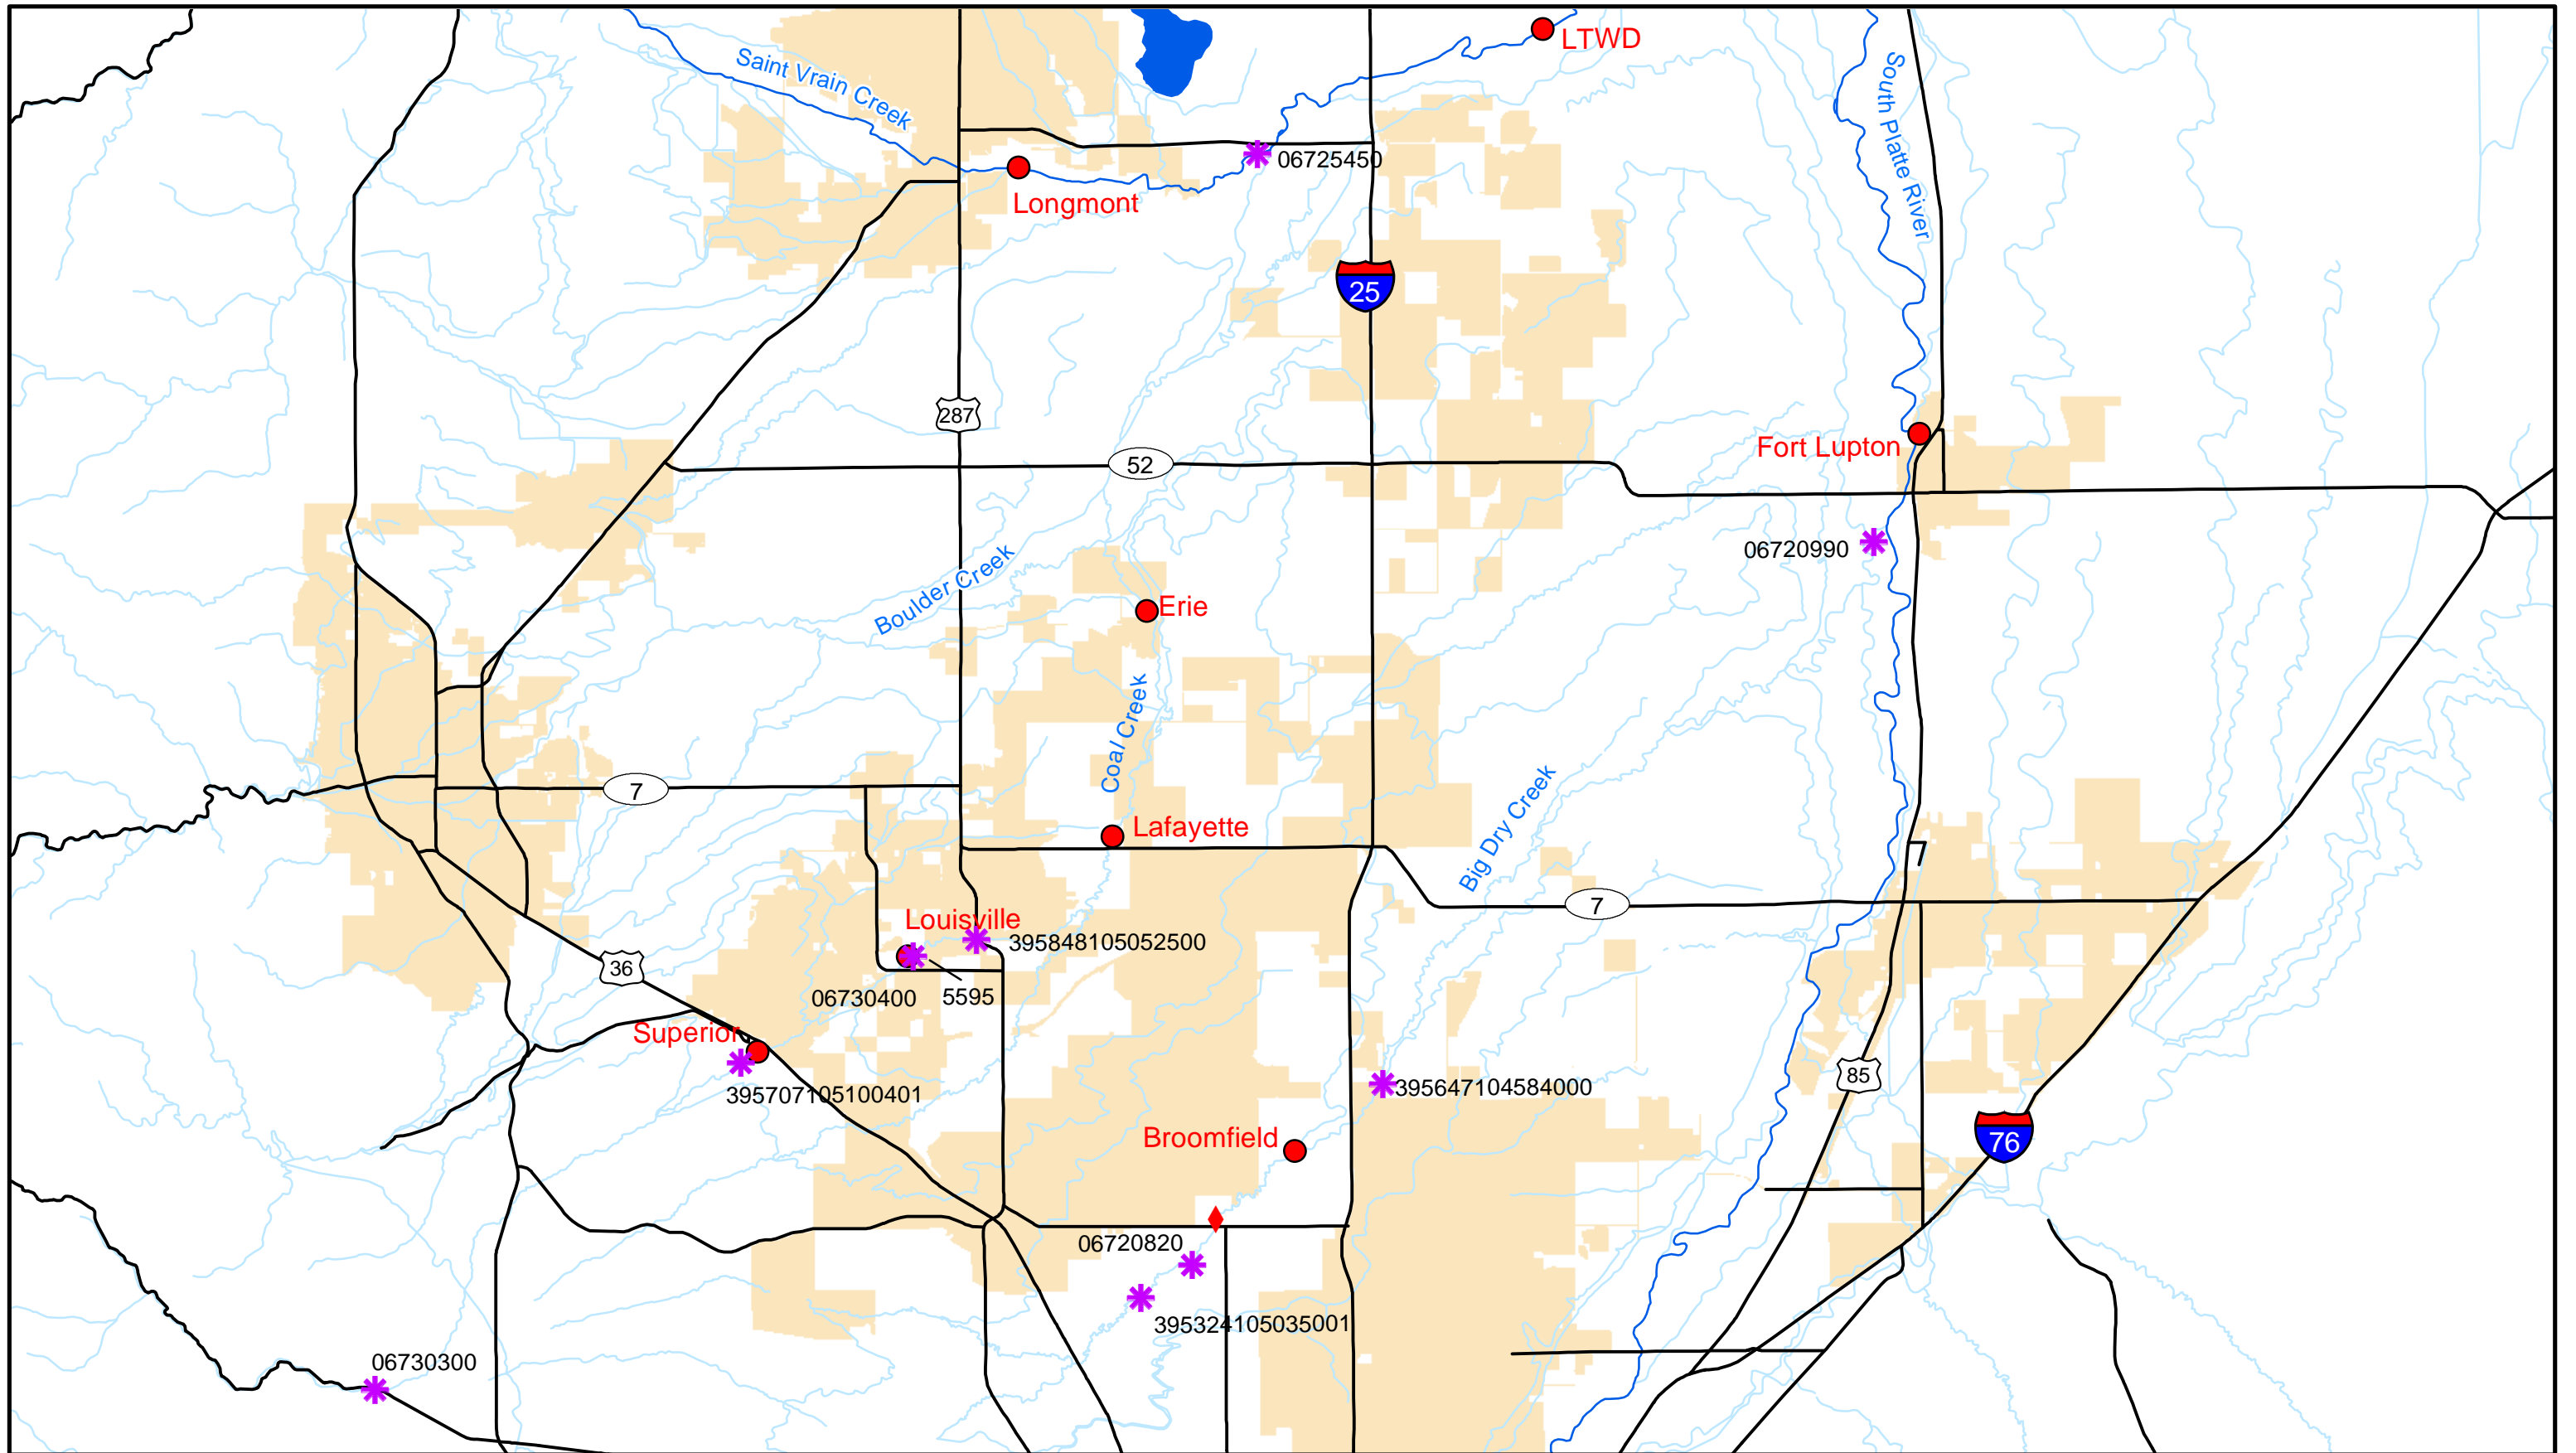 LTWD
Saint Vrain Creek
South Platte River
06725450
Longmont
25
287
Fort Lupton
52
06720990
Boulder Creek
Erie
Coal Creek
7
Lafayette
Big Dry Creek
7
Louisville
395848105052500
36
06730400
5595
Superior
85
395707105100401
395647104584000
Broomfield
76
06720820
395324105035001
06730300